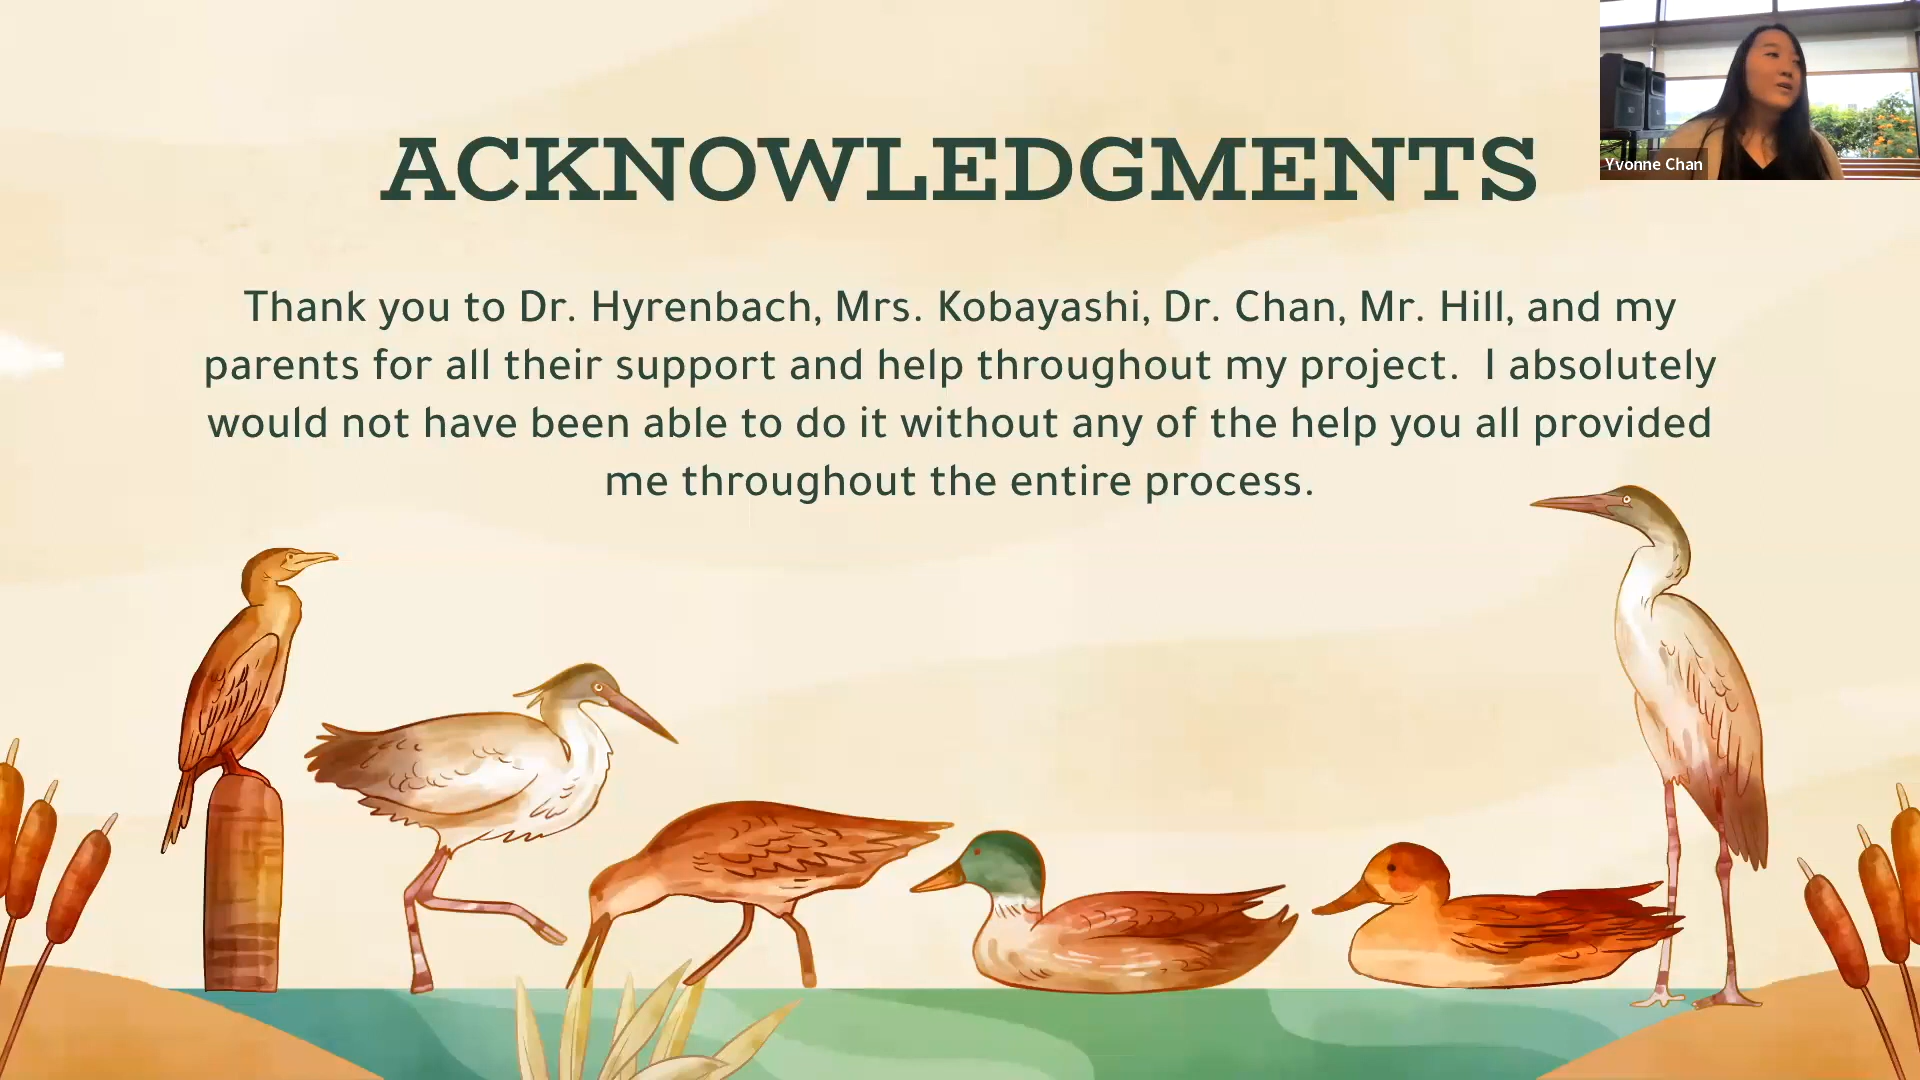 ACKNOWLEDGMENTS
Yvonne Chan
Thank you to Dr. Hyrenbach, Mrs. Kobayashi, Dr. Chan, Mr. Hill, and my
parents for all their support and help throughout my project.  I absolutely
would not have been able to do it without any of the help you all provided
me throughout the entire process.